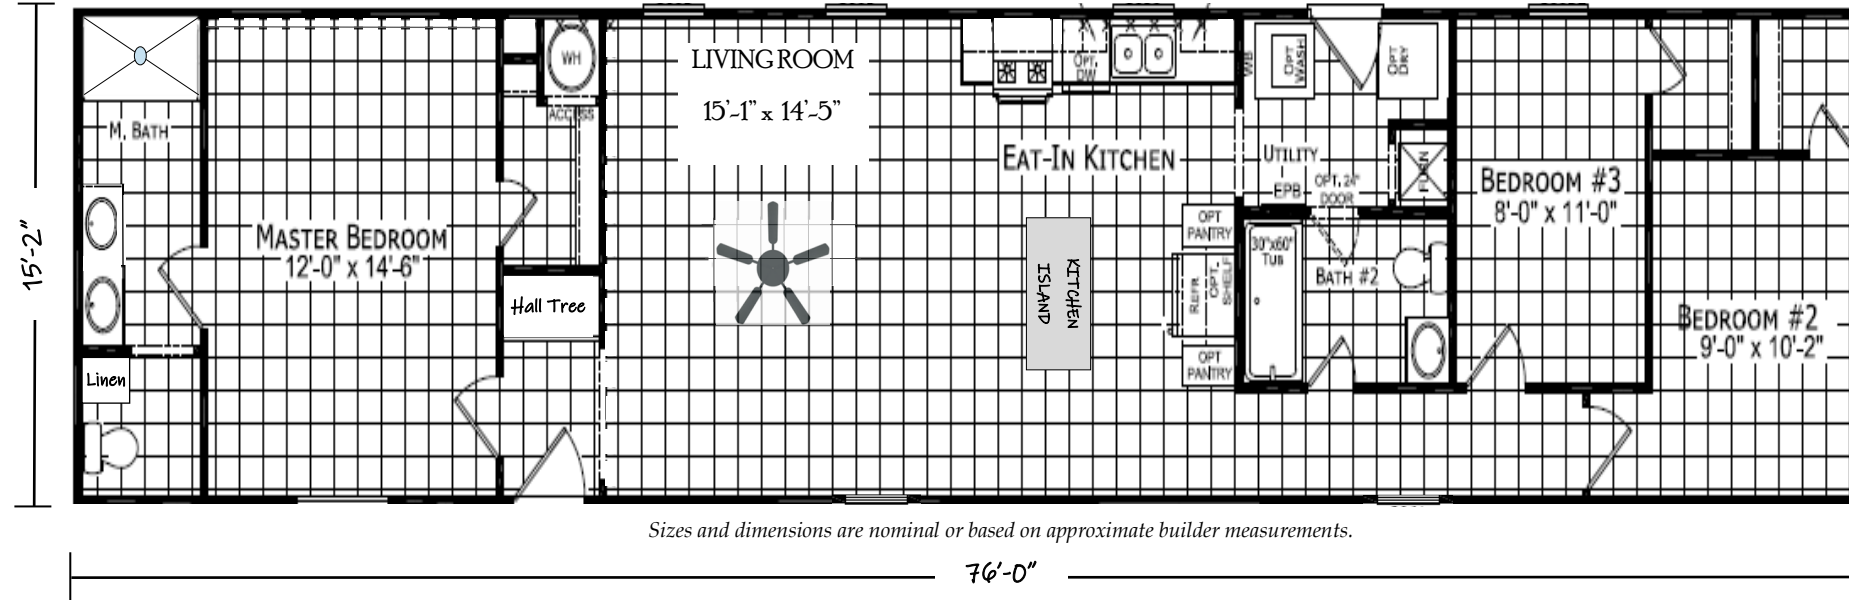 WH
ACCESS
LIVING ROOM
15’-1” x 14’-5”
OPT.
DW
WB
OPT
WASH
OPT
DRY
M. BATH
EAT-IN KITCHEN
UTILITY
EPB
OPT. 24"
DOOR
FURN
BEDROOM #3
8'-0" x 11'-0"
MASTER BEDROOM
12'-0" x 14'-6"
15’-2”
Hall Tree
KITCHEN
ISLAND
OPT
PANTRY
REFR
OPT.
SHELF
OPT
PANTRY
30"x60"
TUB
BATH #2
BEDROOM #2
9'-0" x 10'-2"
Linen
Sizes and dimensions are nominal or based on approximate builder measurements.
76’-0”